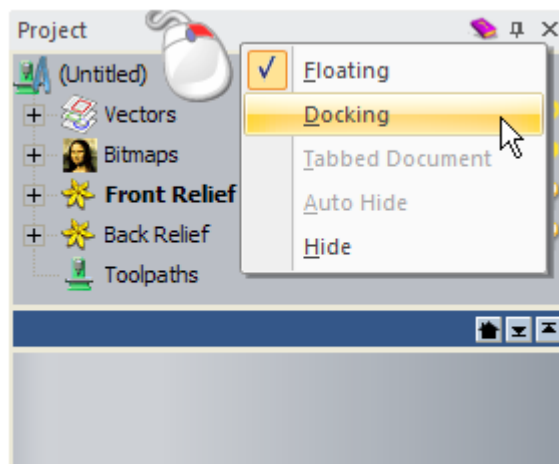 Project
(Untitled)
Vectors
Bitmaps
Front Relief
Back Relief
Toolpaths
Floating
Docking
Tabbed Document
Auto Hide
Hide